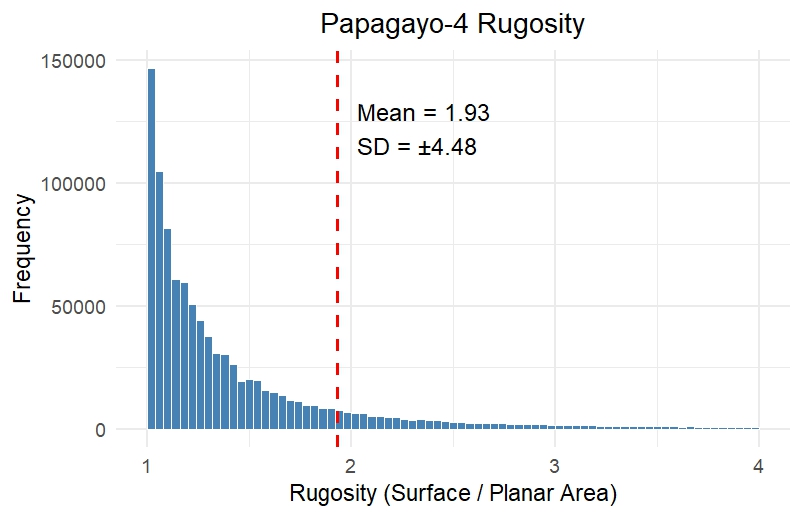 Papagayo-4 Rugosity
150000
100000
50000
0
Frequency
Mean = 1.93
SD = ±4.48
1
2
3
4
Rugosity (Surface / Planar Area)